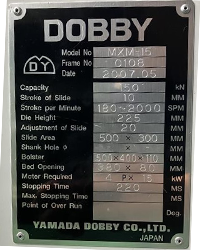 DOBBY
DY
Model No MXM-15
Frame No 0108
Date 2007.05
Capacity 150 kN
Stroke of Slide 10 MM
Stroke per Minute 180~2000 SPM
Die Height 225 MM
Adjustment of Slide 20 MM
Slide Area 500 × 300 MM
Shank Hole Φ × MM
Bolster 500×400×110 MM
Bed Opening × 80 MM
Motor Required 4 P× 15 kW
Stopping Time 220 MS
Max. Stopping Time MS
Point of Over Run Deg.
YAMADA DOBBY CO., LTD.
JAPAN